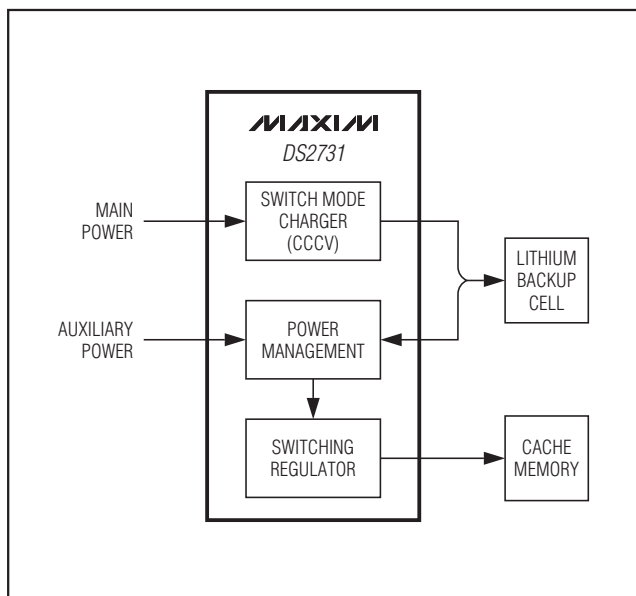 MAXIM
DS2731
MAIN
POWER
SWITCH MODE
CHARGER
(CCCV)
LITHIUM
BACKUP
CELL
AUXILIARY
POWER
POWER
MANAGEMENT
SWITCHING
REGULATOR
CACHE
MEMORY